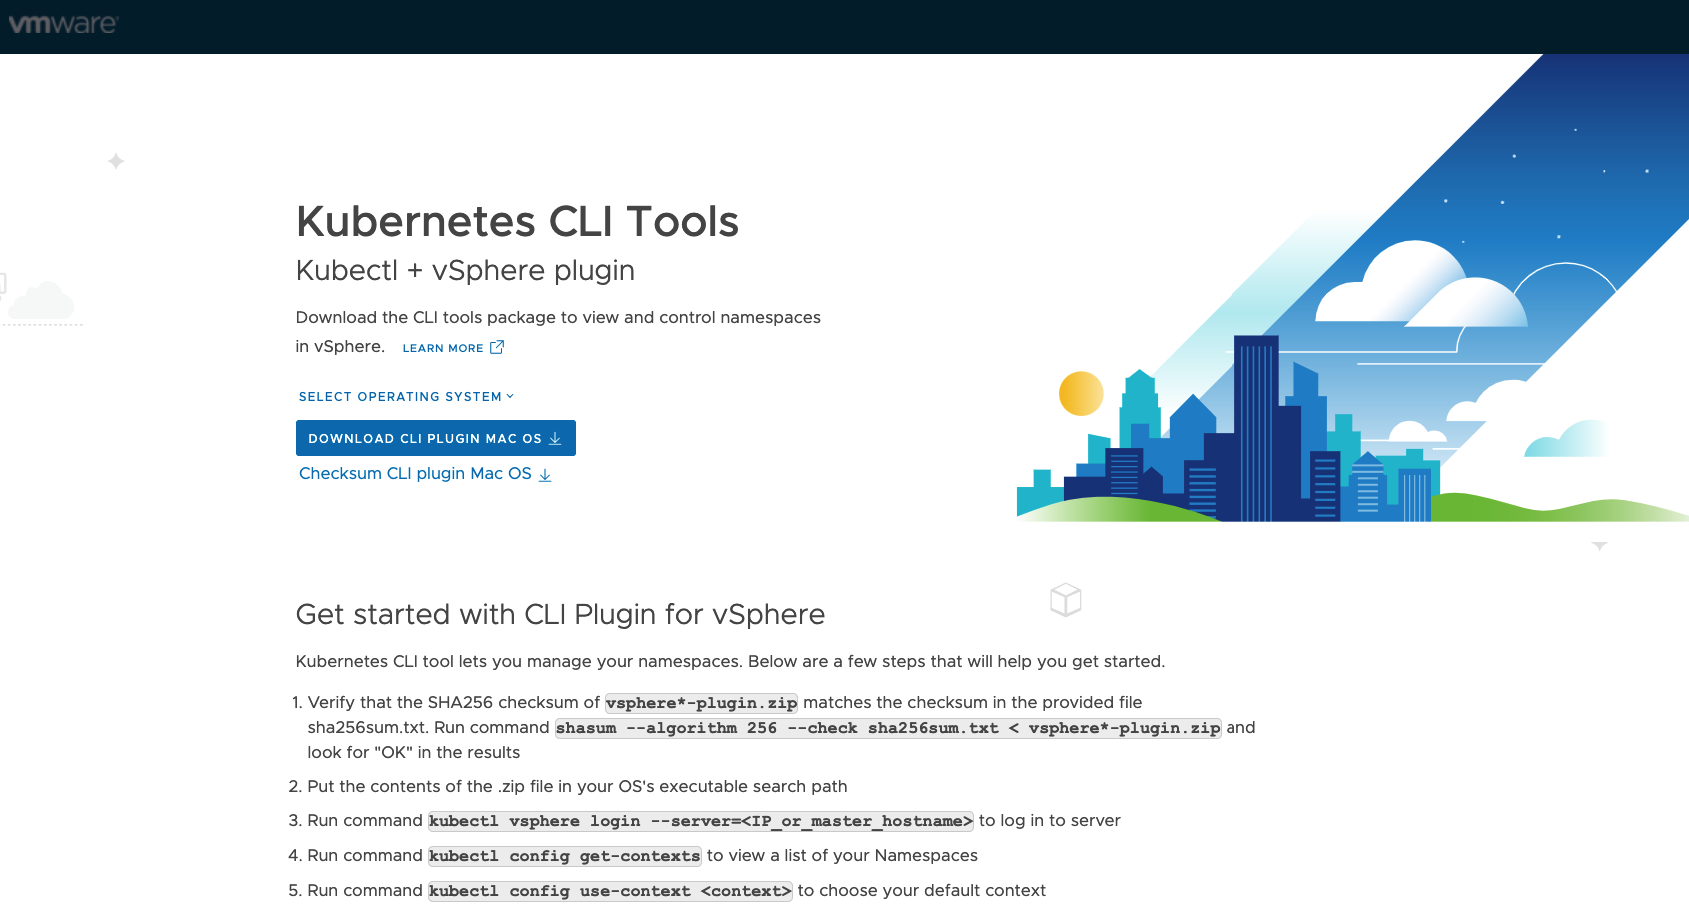 vmware
Kubernetes CLI Tools
Kubectl + vSphere plugin
Download the CLI tools package to view and control namespaces
in vSphere. LEARN MORE
SELECT OPERATING SYSTEM
DOWNLOAD CLI PLUGIN MAC OS
Checksum CLI plugin Mac OS
Get started with CLI Plugin for vSphere
Kubernetes CLI tool lets you manage your namespaces. Below are a few steps that will help you get started.
1. Verify that the SHA256 checksum of vsphere*-plugin.zip matches the checksum in the provided file
sha256sum.txt. Run command shasum --algorithm 256 --check sha256sum.txt < vsphere*-plugin.zip and
look for "OK" in the results
2. Put the contents of the .zip file in your OS's executable search path
3. Run command kubectl vsphere login --server=<IP_or_master_hostname> to log in to server
4. Run command kubectl config get-contexts to view a list of your Namespaces
5. Run command kubectl config use-context <context> to choose your default context